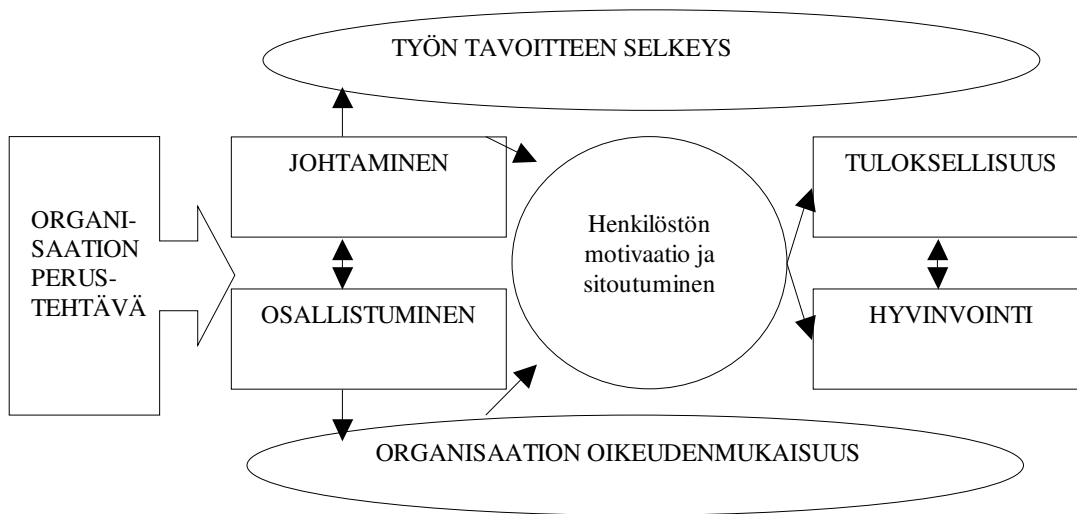 TYÖN TAVOITTEEN SELKEYS
ORGANI-
SAATION
PERUS-
TEHTÄVÄ
JOHTAMINEN
OSALLISTUMINEN
Henkilöstön
motivaatio ja
sitoutuminen
TULOKSELLISUUS
HYVINVOINTI
ORGANISAATION OIKEUDENMUKAISUUS